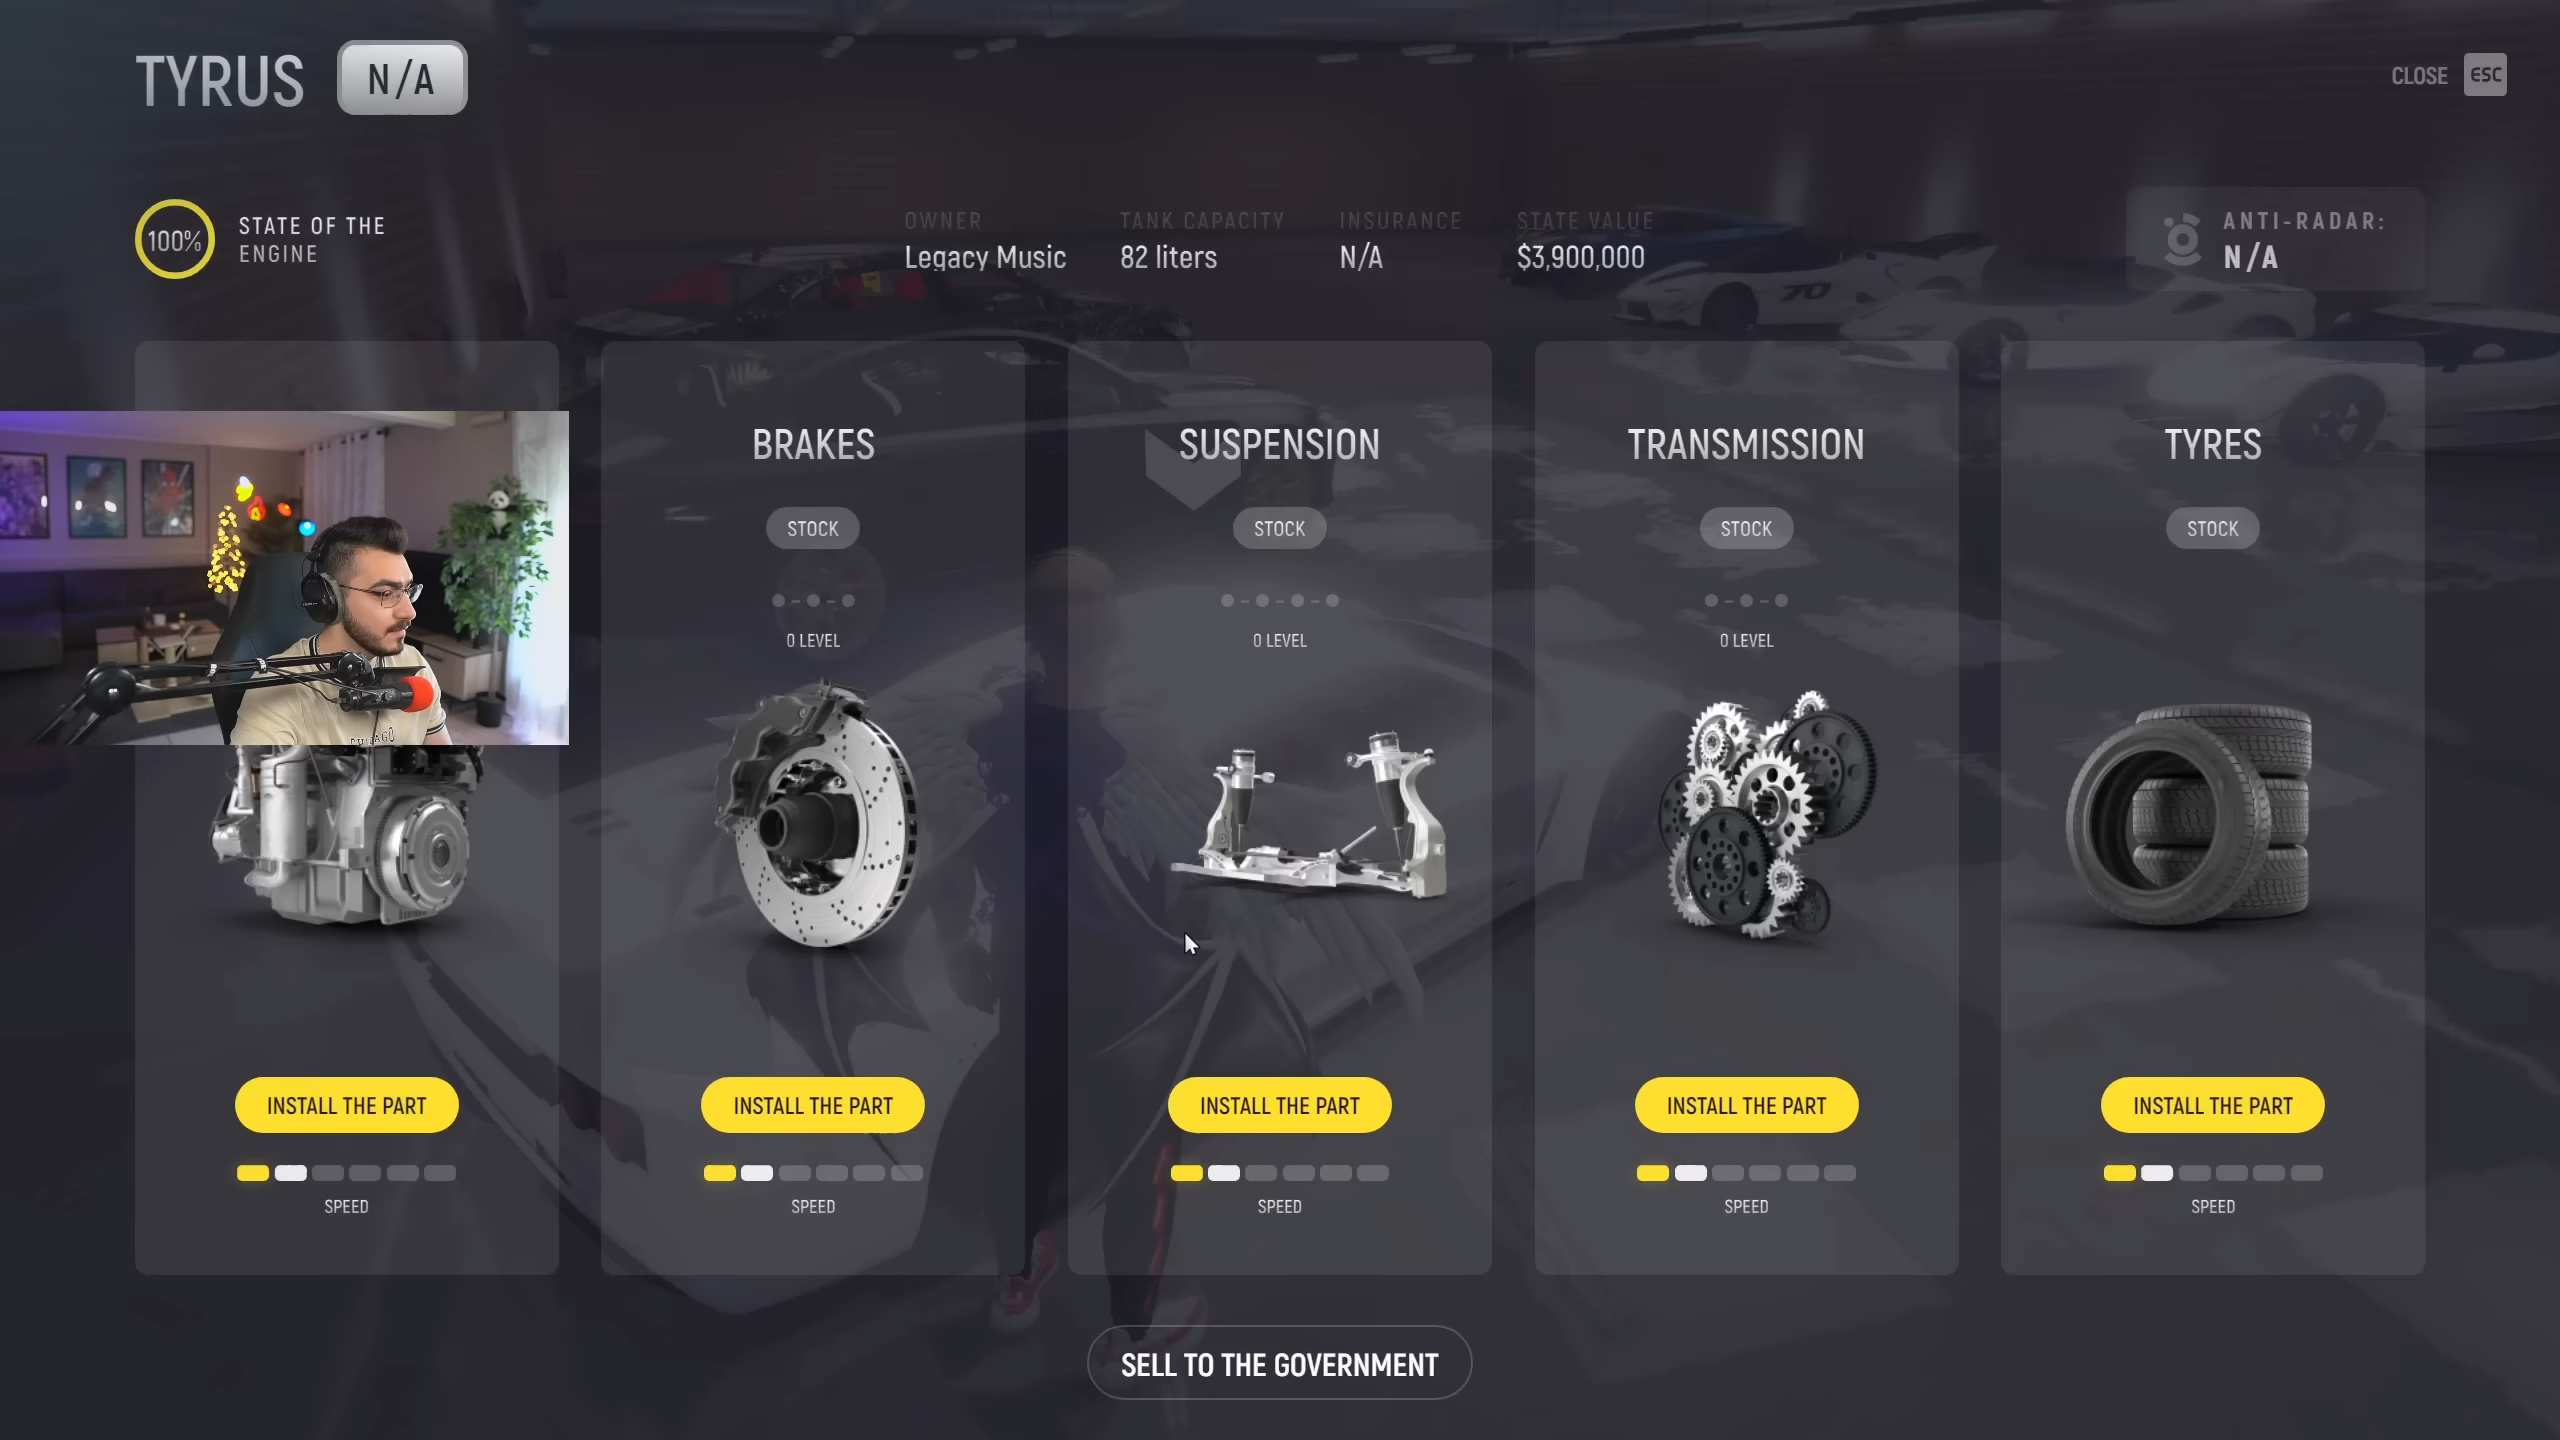 TYRUS
N/A
CLOSE ESC
100%
STATE OF THE
ENGINE
OWNER
Legacy Music
TANK CAPACITY
82 liters
INSURANCE
N/A
STATE VALUE
$3,900,000
ANTI-RADAR:
N/A
70
BRAKES
STOCK
0 LEVEL
SUSPENSION
STOCK
0 LEVEL
TRANSMISSION
STOCK
0 LEVEL
TYRES
STOCK
CHICAGO
INSTALL THE PART
SPEED
INSTALL THE PART
SPEED
INSTALL THE PART
SPEED
INSTALL THE PART
SPEED
INSTALL THE PART
SPEED
SELL TO THE GOVERNMENT